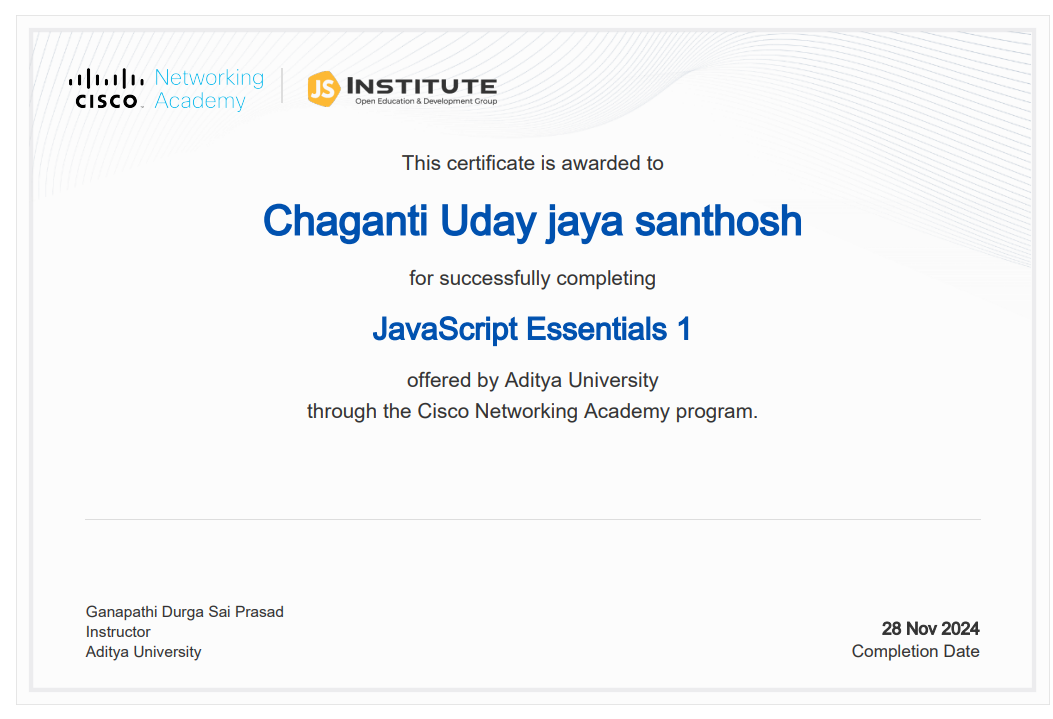 Networking
Academy
CISCO
JS INSTITUTE
Open Education & Development Group
This certificate is awarded to
Chaganti Uday jaya santhosh
for successfully completing
JavaScript Essentials 1
offered by Aditya University
through the Cisco Networking Academy program.
Ganapathi Durga Sai Prasad
Instructor
Aditya University
28 Nov 2024
Completion Date